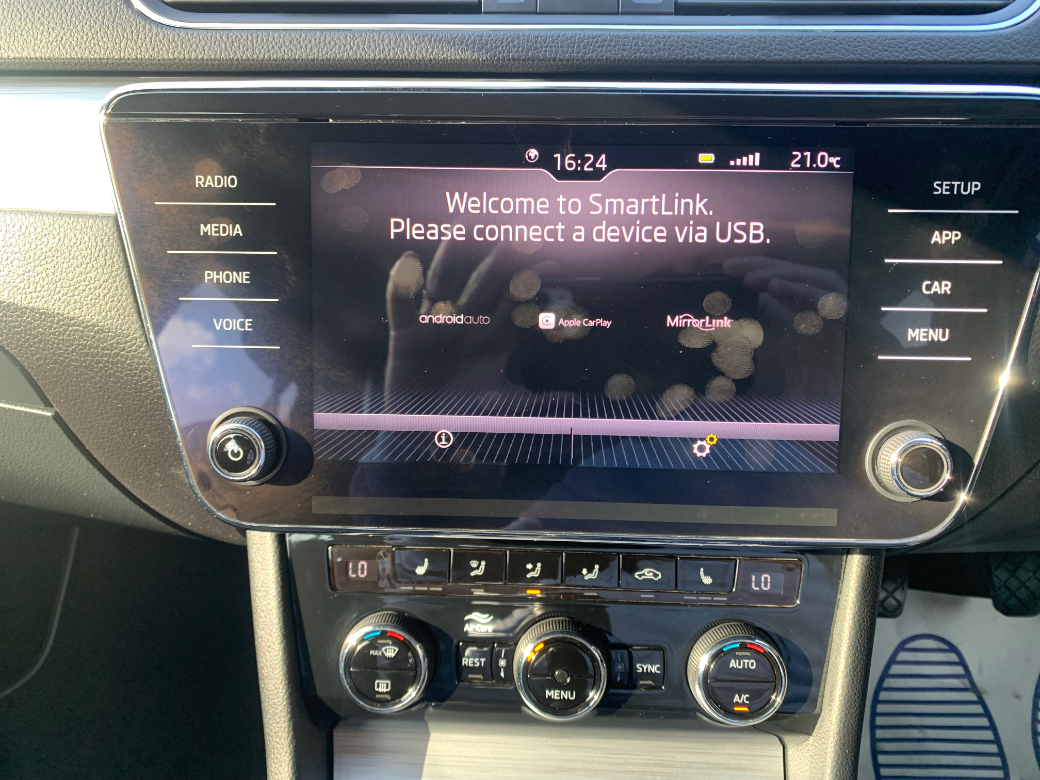 16:24
21.0°C
Welcome to SmartLink.
Please connect a device via USB.
androidauto
Apple CarPlay
MirrorLink
RADIO
MEDIA
PHONE
VOICE
SETUP
APP
CAR
MENU
LO
LO
AirCare
MAX
REST
MENU
SYNC
AUTO
A/C